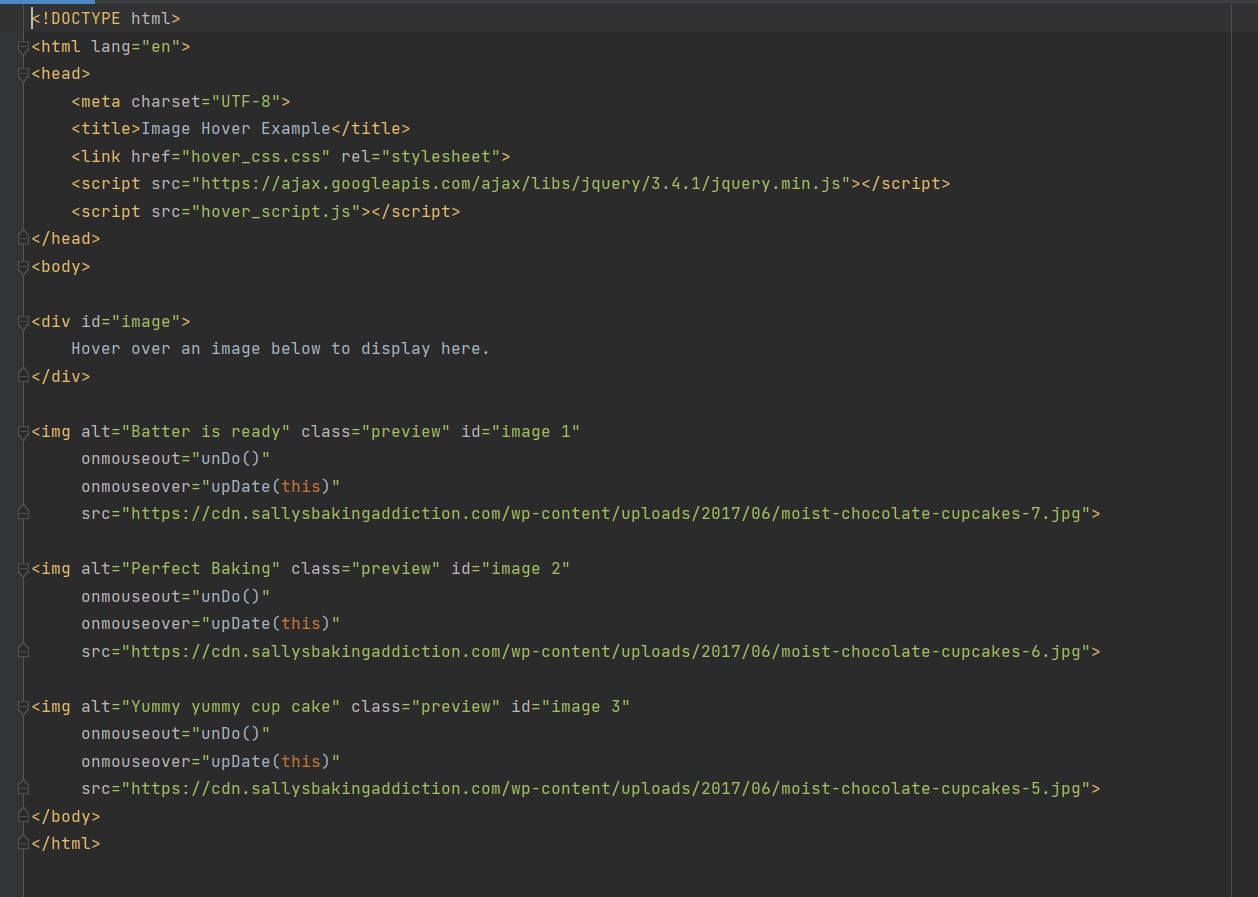 <!DOCTYPE html>
<html lang="en">
<head>
    <meta charset="UTF-8">
    <title>Image Hover Example</title>
    <link href="hover_css.css" rel="stylesheet">
    <script src="https://ajax.googleapis.com/ajax/libs/jquery/3.4.1/jquery.min.js"></script>
    <script src="hover_script.js"></script>
</head>
<body>

<div id="image">
    Hover over an image below to display here.
</div>

<img alt="Batter is ready" class="preview" id="image 1"
     onmouseout="unDo()"
     onmouseover="upDate(this)"
     src="https://cdn.sallysbakingaddiction.com/wp-content/uploads/2017/06/moist-chocolate-cupcakes-7.jpg">

<img alt="Perfect Baking" class="preview" id="image 2"
     onmouseout="unDo()"
     onmouseover="upDate(this)"
     src="https://cdn.sallysbakingaddiction.com/wp-content/uploads/2017/06/moist-chocolate-cupcakes-6.jpg">

<img alt="Yummy yummy cup cake" class="preview" id="image 3"
     onmouseout="unDo()"
     onmouseover="upDate(this)"
     src="https://cdn.sallysbakingaddiction.com/wp-content/uploads/2017/06/moist-chocolate-cupcakes-5.jpg">
</body>
</html>